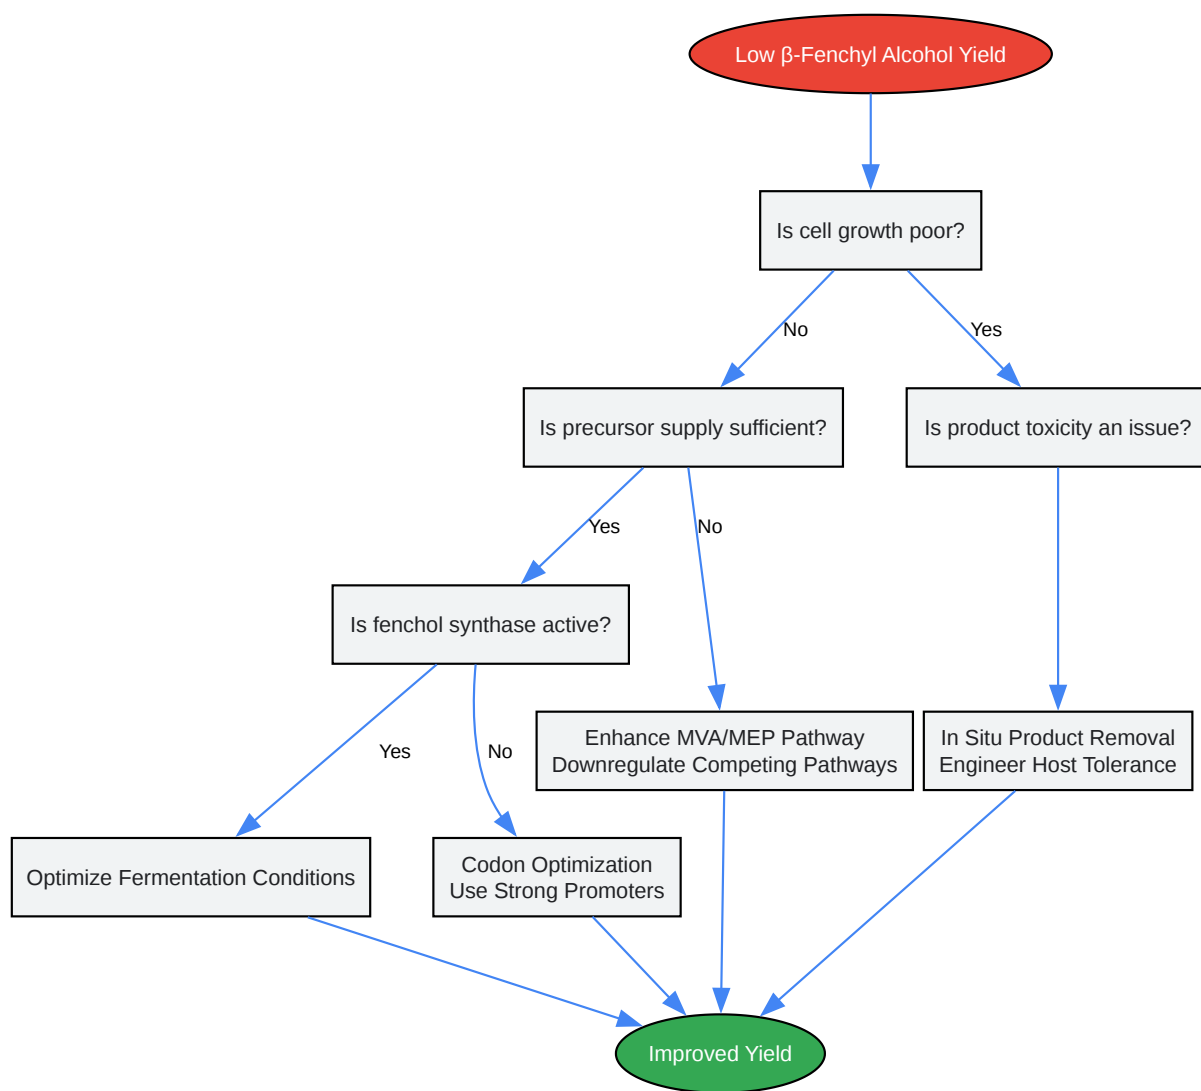 Low β-Fenchyl Alcohol Yield
Is cell growth poor?
No
Yes
Is precursor supply sufficient?
Is product toxicity an issue?
Yes
No
Is fenchol synthase active?
Enhance MVA/MEP Pathway
Downregulate Competing Pathways
In Situ Product Removal
Engineer Host Tolerance
Yes
No
Optimize Fermentation Conditions
Codon Optimization
Use Strong Promoters
Improved Yield